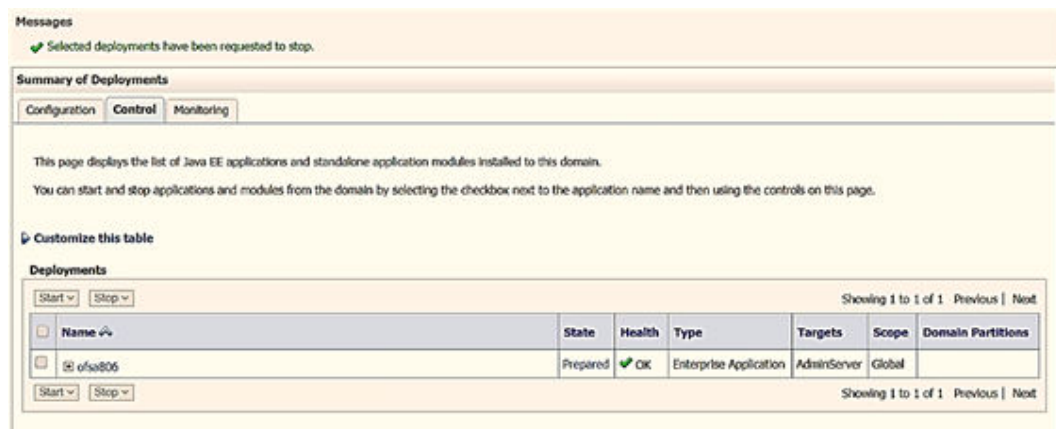 Messages
Selected deployments have been requested to stop.
Summary of Deployments
Configuration Control Monitoring
This page displays the list of Java EE applications and standalone application modules installed to this domain.
You can start and stop applications and modules from the domain by selecting the checkbox next to the application name and then using the controls on this page.
Customize this table
Deployments
Start Stop Showing 1 to 1 of 1 Previous | Next
Name State Health Type Targets Scope Domain Partitions
ofsa806 Prepared OK Enterprise Application AdminServer Global
Start Stop Showing 1 to 1 of 1 Previous | Next